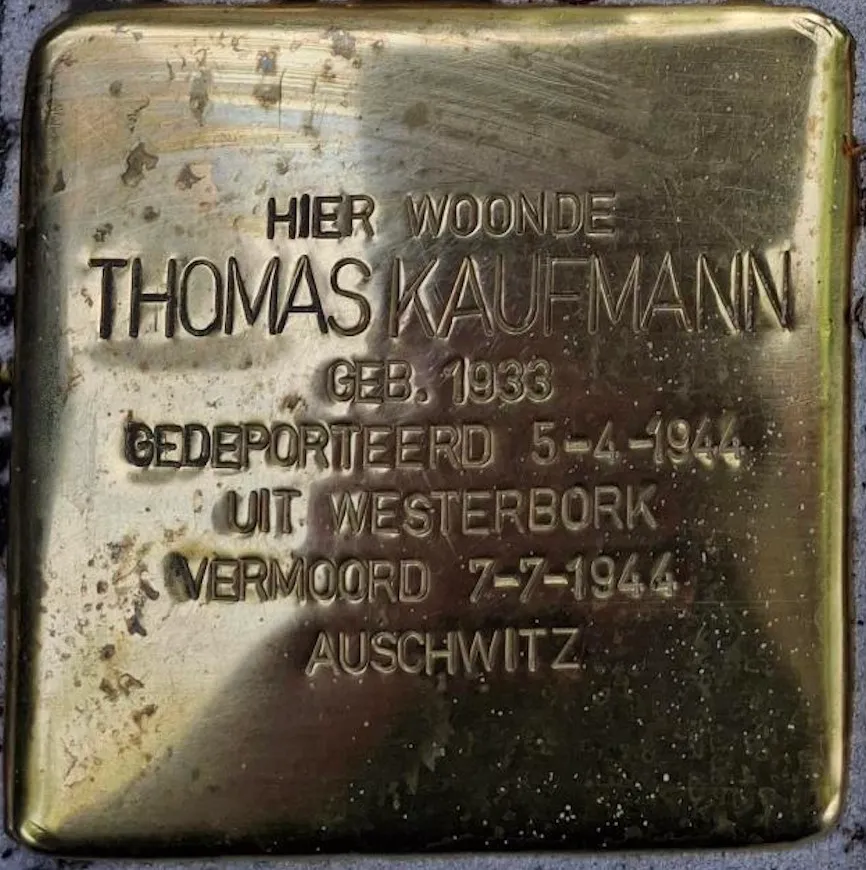 HIER WOONDE
THOMAS KAUFMANN
GEB. 1933
GEDEPORTEERD 5-4-1944
UIT WESTERBORK
VERMOORD 7-7-1944
AUSCHWITZ